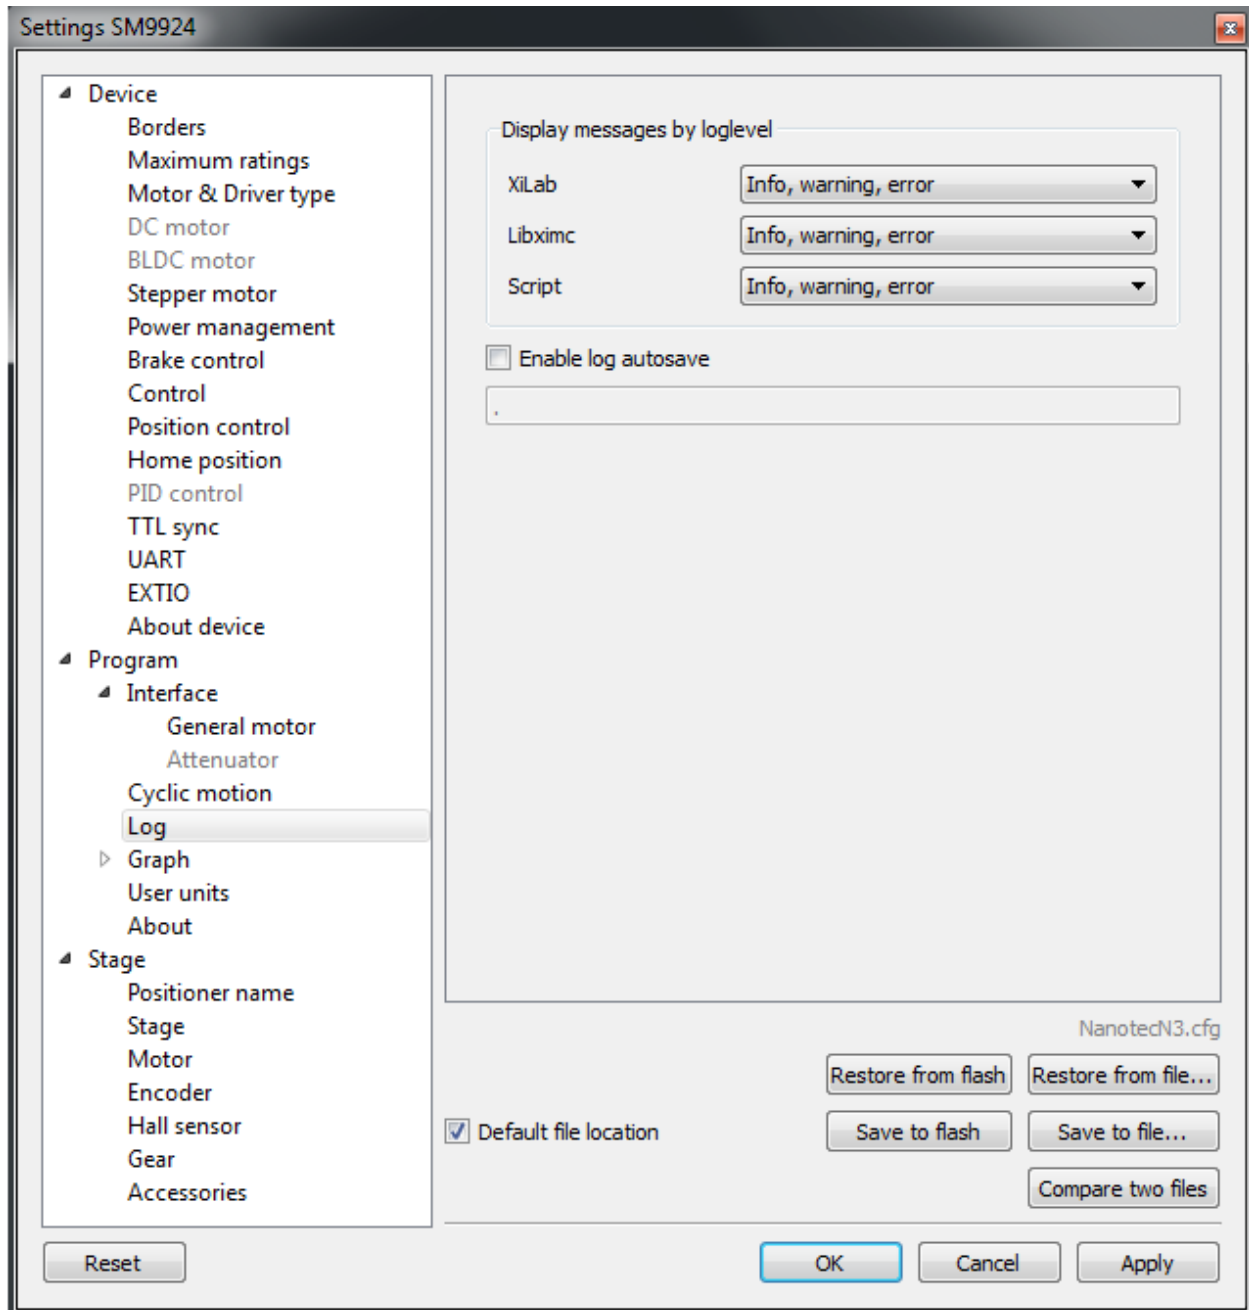 Settings SM9924
Device
Borders
Maximum ratings
Motor & Driver type
DC motor
BLDC motor
Stepper motor
Power management
Brake control
Control
Position control
Home position
PID control
TTL sync
UART
EXTIO
About device
Program
Interface
General motor
Attenuator
Cyclic motion
Log
Graph
User units
About
Stage
Positioner name
Stage
Motor
Encoder
Hall sensor
Gear
Accessories
Display messages by loglevel
XiLab Info, warning, error
Libximc Info, warning, error
Script Info, warning, error
Enable log autosave
.
NanotecN3.cfg
Restore from flash Restore from file...
Default file location Save to flash Save to file...
Compare two files
Reset OK Cancel Apply